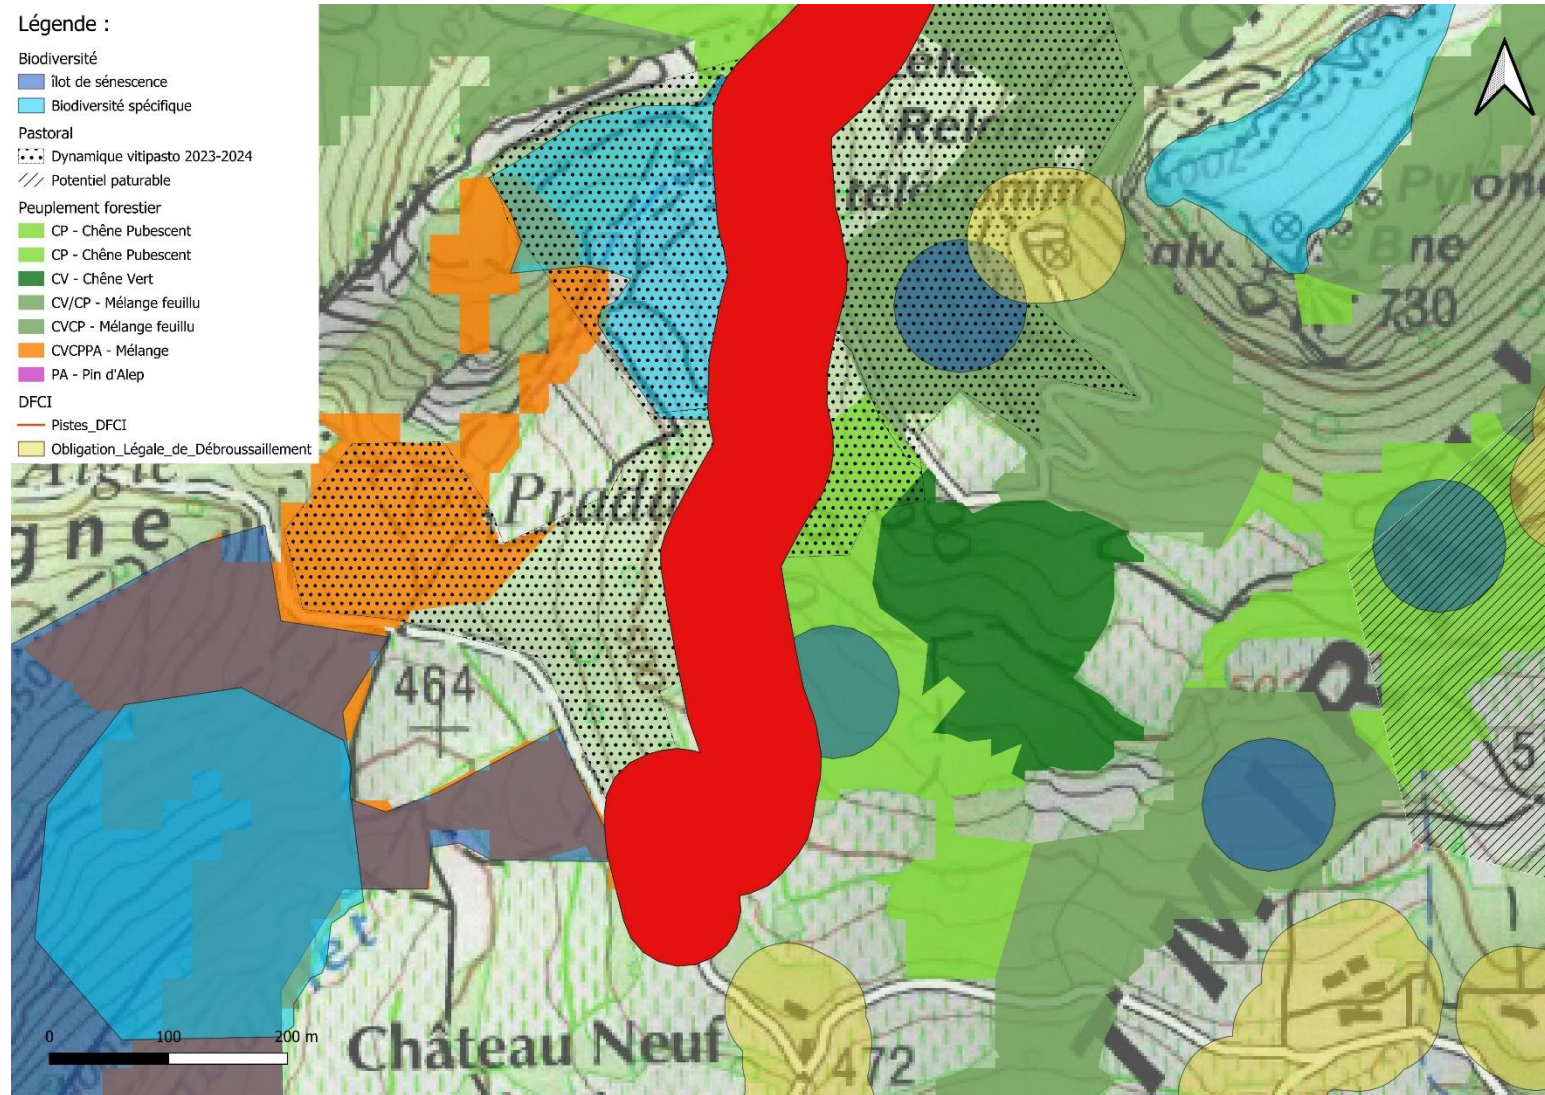 Légende :
Biodiversité
îlot de sénescence
Biodiversité spécifique
Pastoral
Dynamique vitipasto 2023-2024
Potentiel paturable
Peuplement forestier
CP - Chêne Pubescent
CP - Chêne Pubescent
CV - Chêne Vert
CV/CP - Mélange feuillu
CVCP - Mélange feuillu
CVCPPA - Mélange
PA - Pin d'Alep
DFCI
Pistes_DFCI
Obligation_Légale_de_Débroussaillement
Pylône
Bne
730
464
Château Neuf
472
0 100 200 m